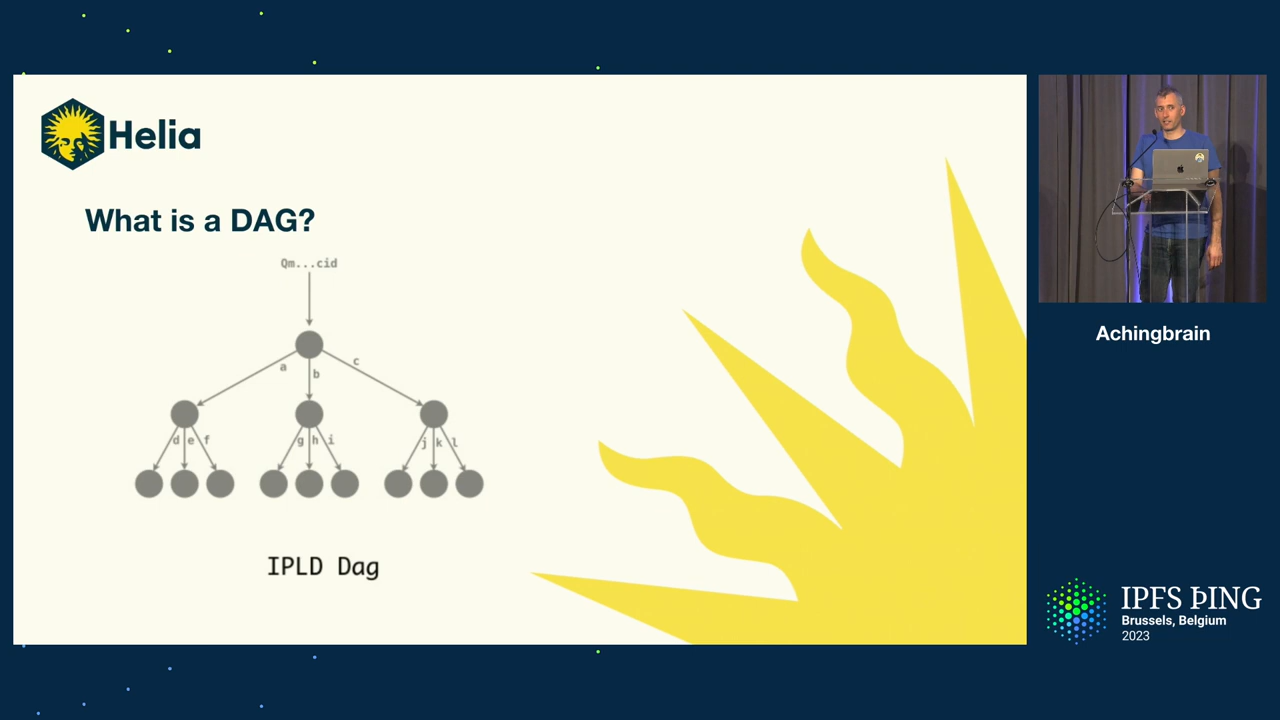 Helia
What is a DAG?
Qm...cid
a
b
c
d e f
g h i
j k l
IPLD Dag
Achingbrain
IPFS ÞING
Brussels, Belgium
2023